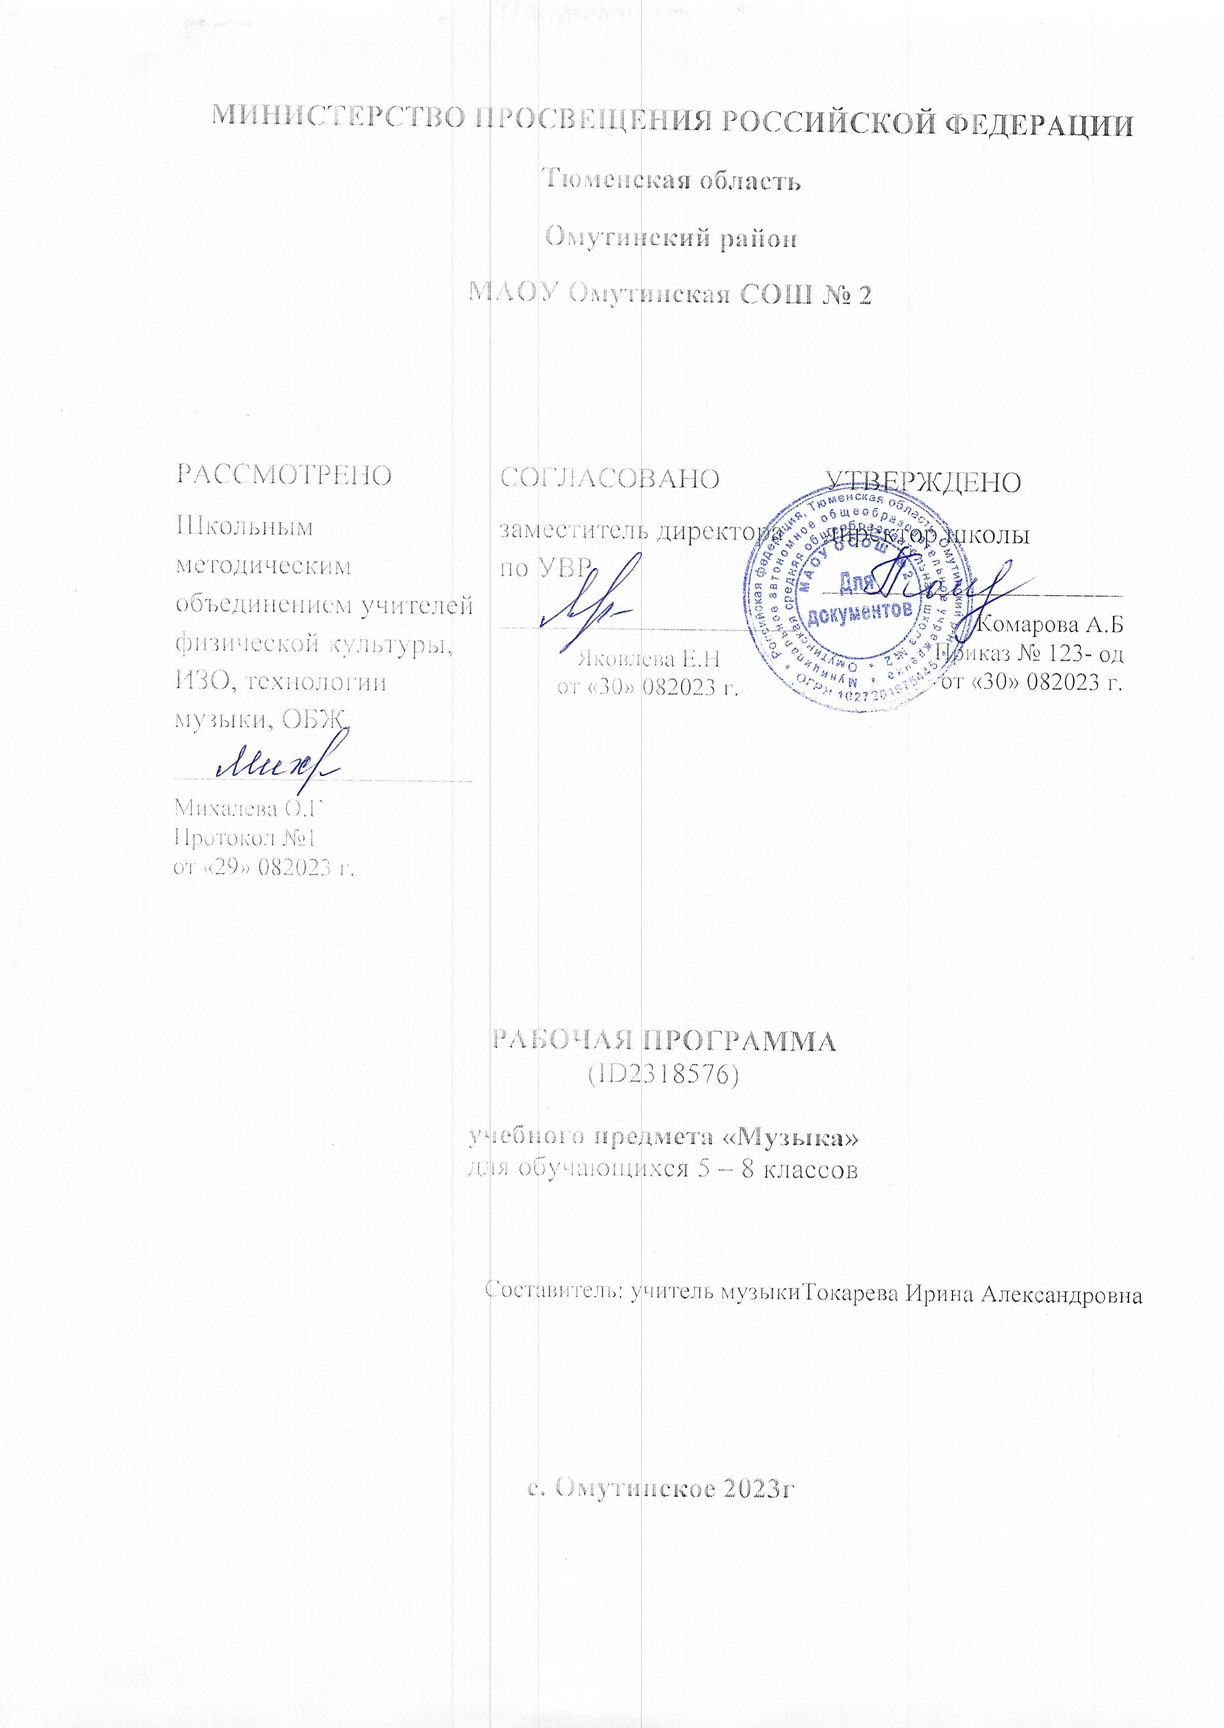 МИНИСТЕРСТВО ПРОСВЕЩЕНИЯ РОССИЙСКОЙ ФЕДЕРАЦИИ
Тюменская область
Омутинский район
МАОУ Омутинская СОШ № 2
РАССМОТРЕНО
Школьным
методическим
объединением учителей
физической культуры,
ИЗО, технологии
музыки, ОБЖ
Михалева О.Г
Протокол №1
от «29» 082023 г.
СОГЛАСОВАНО
заместитель директора
по УВР
Яковлева Е.Н
от «30» 082023 г.
УТВЕРЖДЕНО
директор школы
Комарова А.Б
Приказ № 123- од
от «30» 082023 г.
Для
документов
РАБОЧАЯ ПРОГРАММА
(ID2318576)
учебного предмета «Музыка»
для обучающихся 5 – 8 классов
Составитель: учитель музыкиТокарева Ирина Александровна
с. Омутинское 2023г